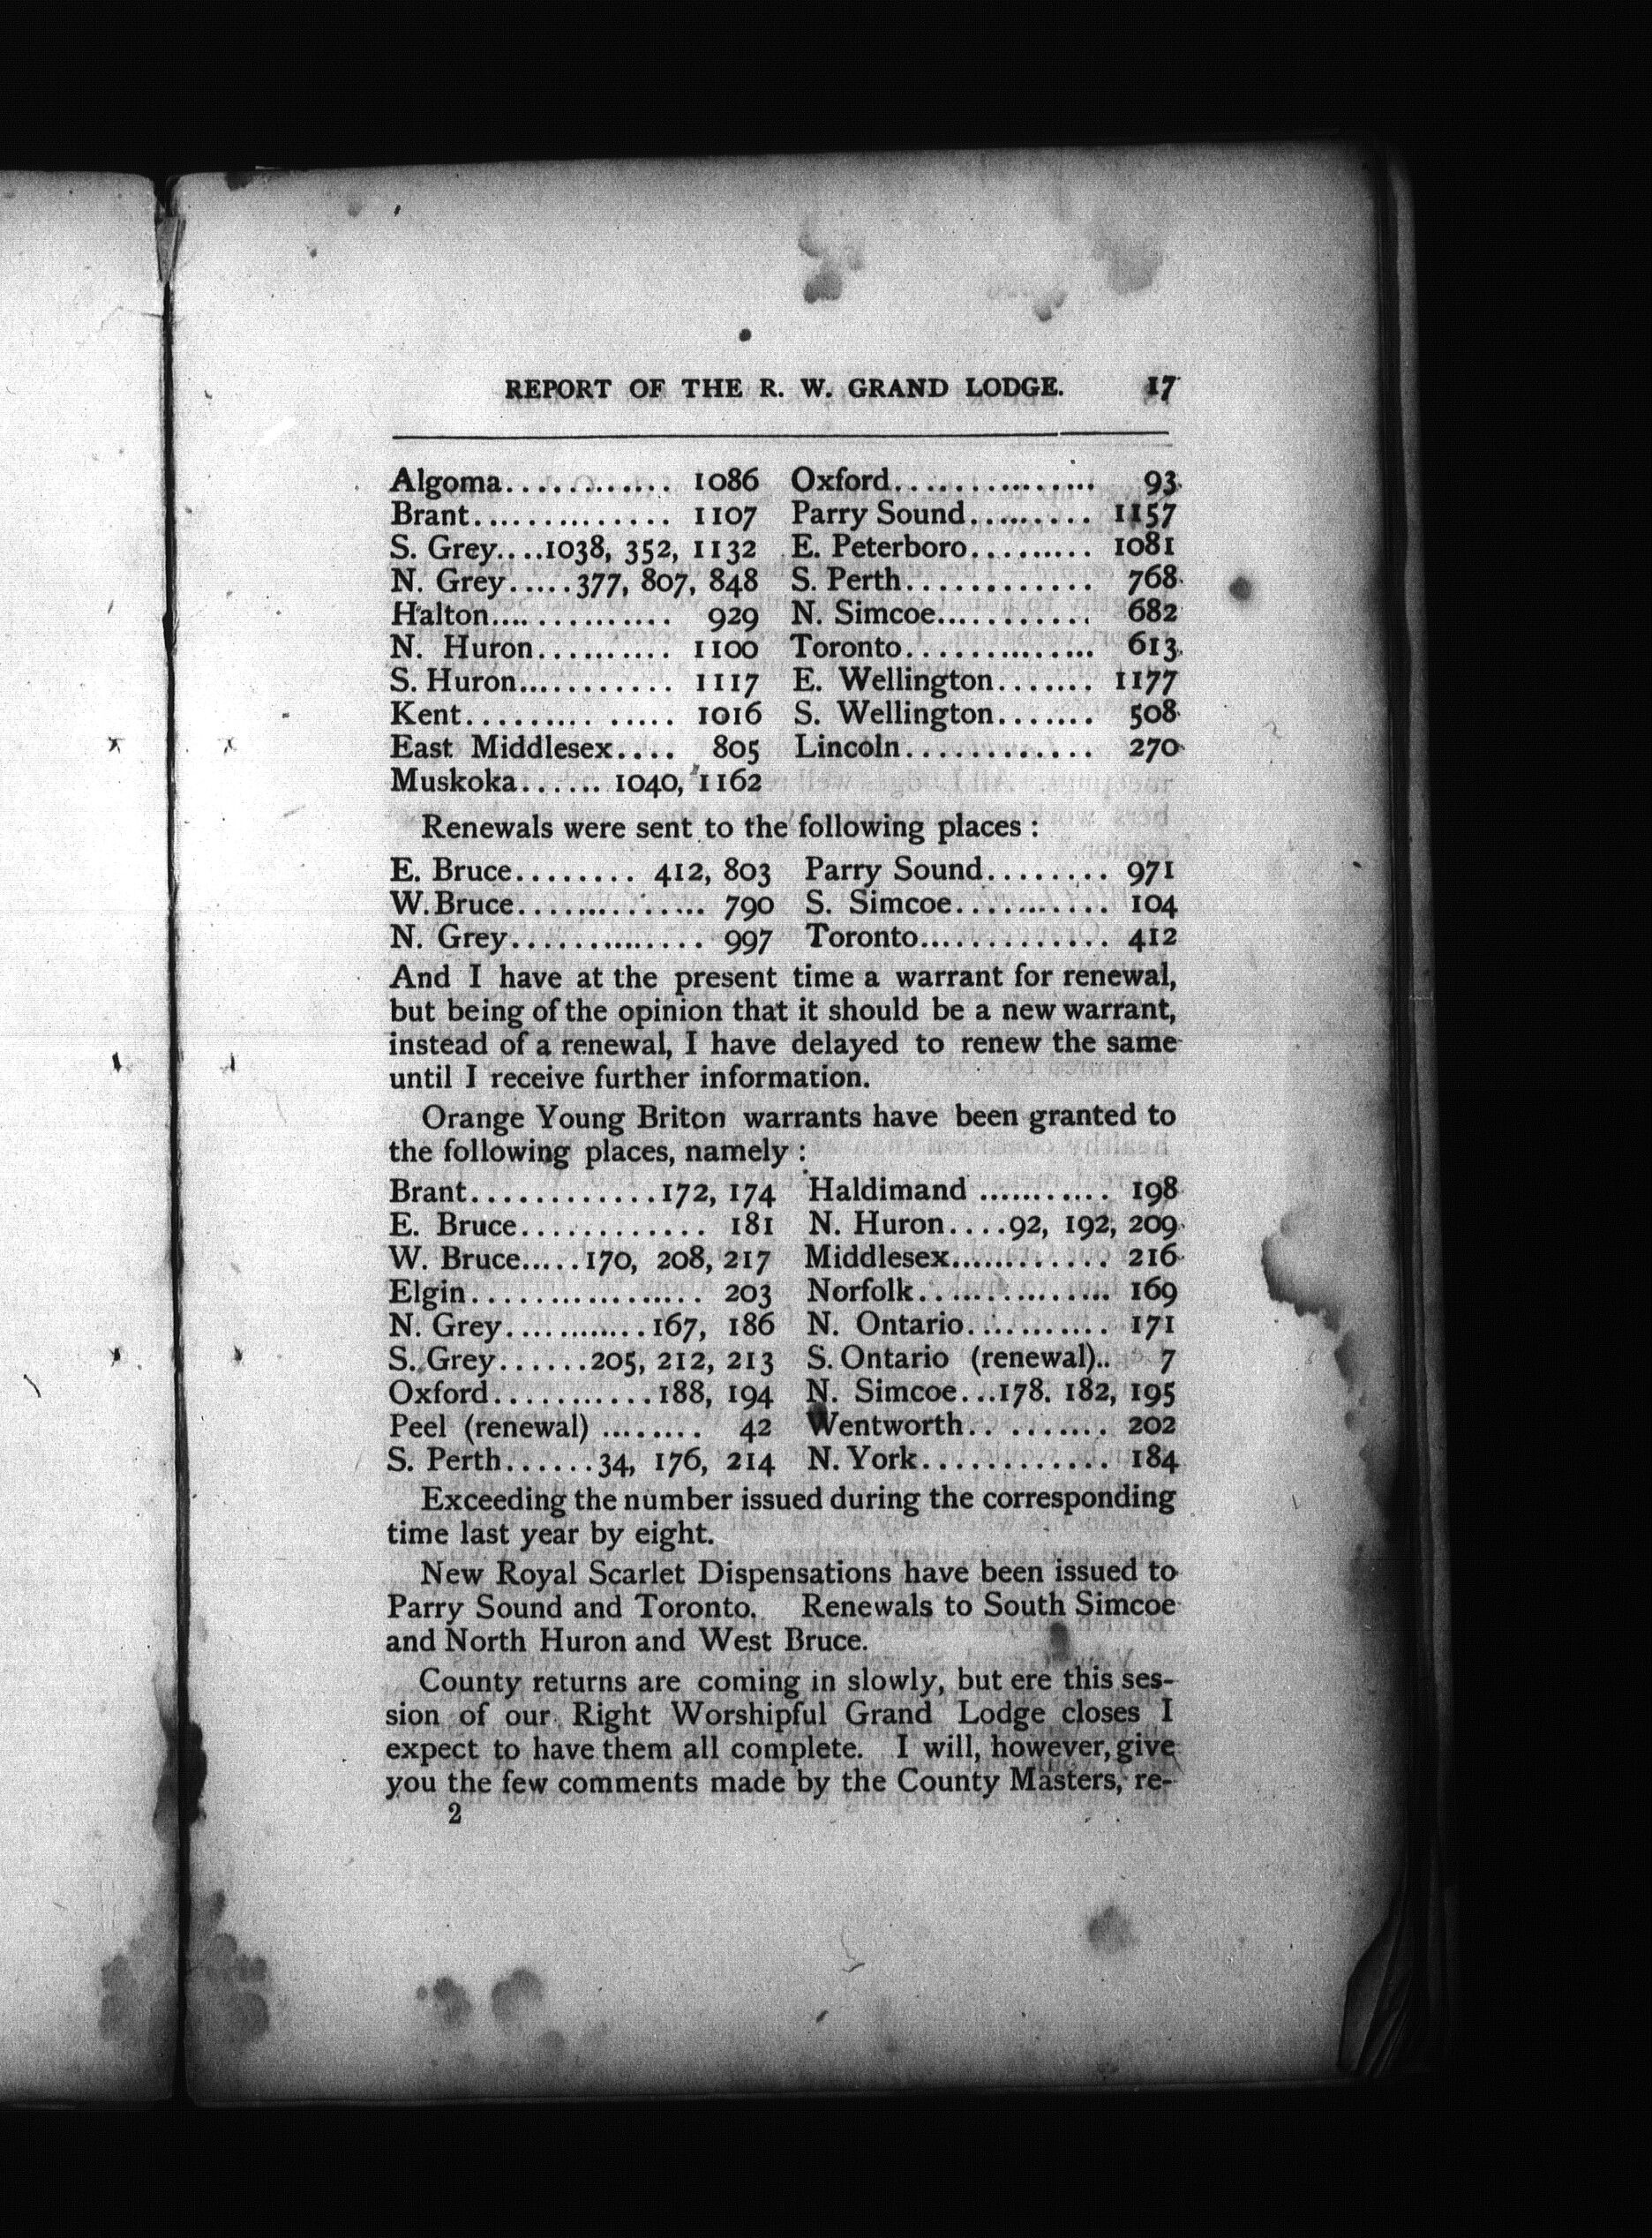 REPORT OF THE R. W. GRAND LODGE. 17
Algoma............ 1086 Oxford............... 93
Brant.............. 1107 Parry Sound......... 1157
S. Grey....1038, 352, 1132 E. Peterboro......... 1081
N. Grey.....377, 807, 848 S. Perth............. 768
Halton............... 929 N. Simcoe........... 682
N. Huron.......... 1100 Toronto.............. 613
S. Huron............ 1117 E. Wellington....... 1177
Kent......... ..... 1016 S. Wellington....... 508
East Middlesex.... 805 Lincoln............. 270
Muskoka...... 1040, 1162
Renewals were sent to the following places :
E. Bruce........ 412, 803 Parry Sound........ 971
W. Bruce.............. 790 S. Simcoe.......... 104
N. Grey............. 997 Toronto............. 412
And I have at the present time a warrant for renewal,
but being of the opinion that it should be a new warrant,
instead of a renewal, I have delayed to renew the same
until I receive further information.
Orange Young Briton warrants have been granted to
the following places, namely :
Brant............172, 174 Haldimand ........... 198
E. Bruce............ 181 N. Huron....92, 192, 209
W. Bruce.....170, 208, 217 Middlesex............ 216
Elgin................. 203 Norfolk............... 169
N. Grey............167, 186 N. Ontario........... 171
S. Grey......205, 212, 213 S. Ontario (renewal).. 7
Oxford...........188, 194 N. Simcoe...178. 182, 195
Peel (renewal) ........ 42 Wentworth.. ....... 202
S. Perth......34, 176, 214 N. York............ 184
Exceeding the number issued during the corresponding
time last year by eight.
New Royal Scarlet Dispensations have been issued to
Parry Sound and Toronto. Renewals to South Simcoe
and North Huron and West Bruce.
County returns are coming in slowly, but ere this ses-
sion of our Right Worshipful Grand Lodge closes I
expect to have them all complete. I will, however, give
you the few comments made by the County Masters, re-
2